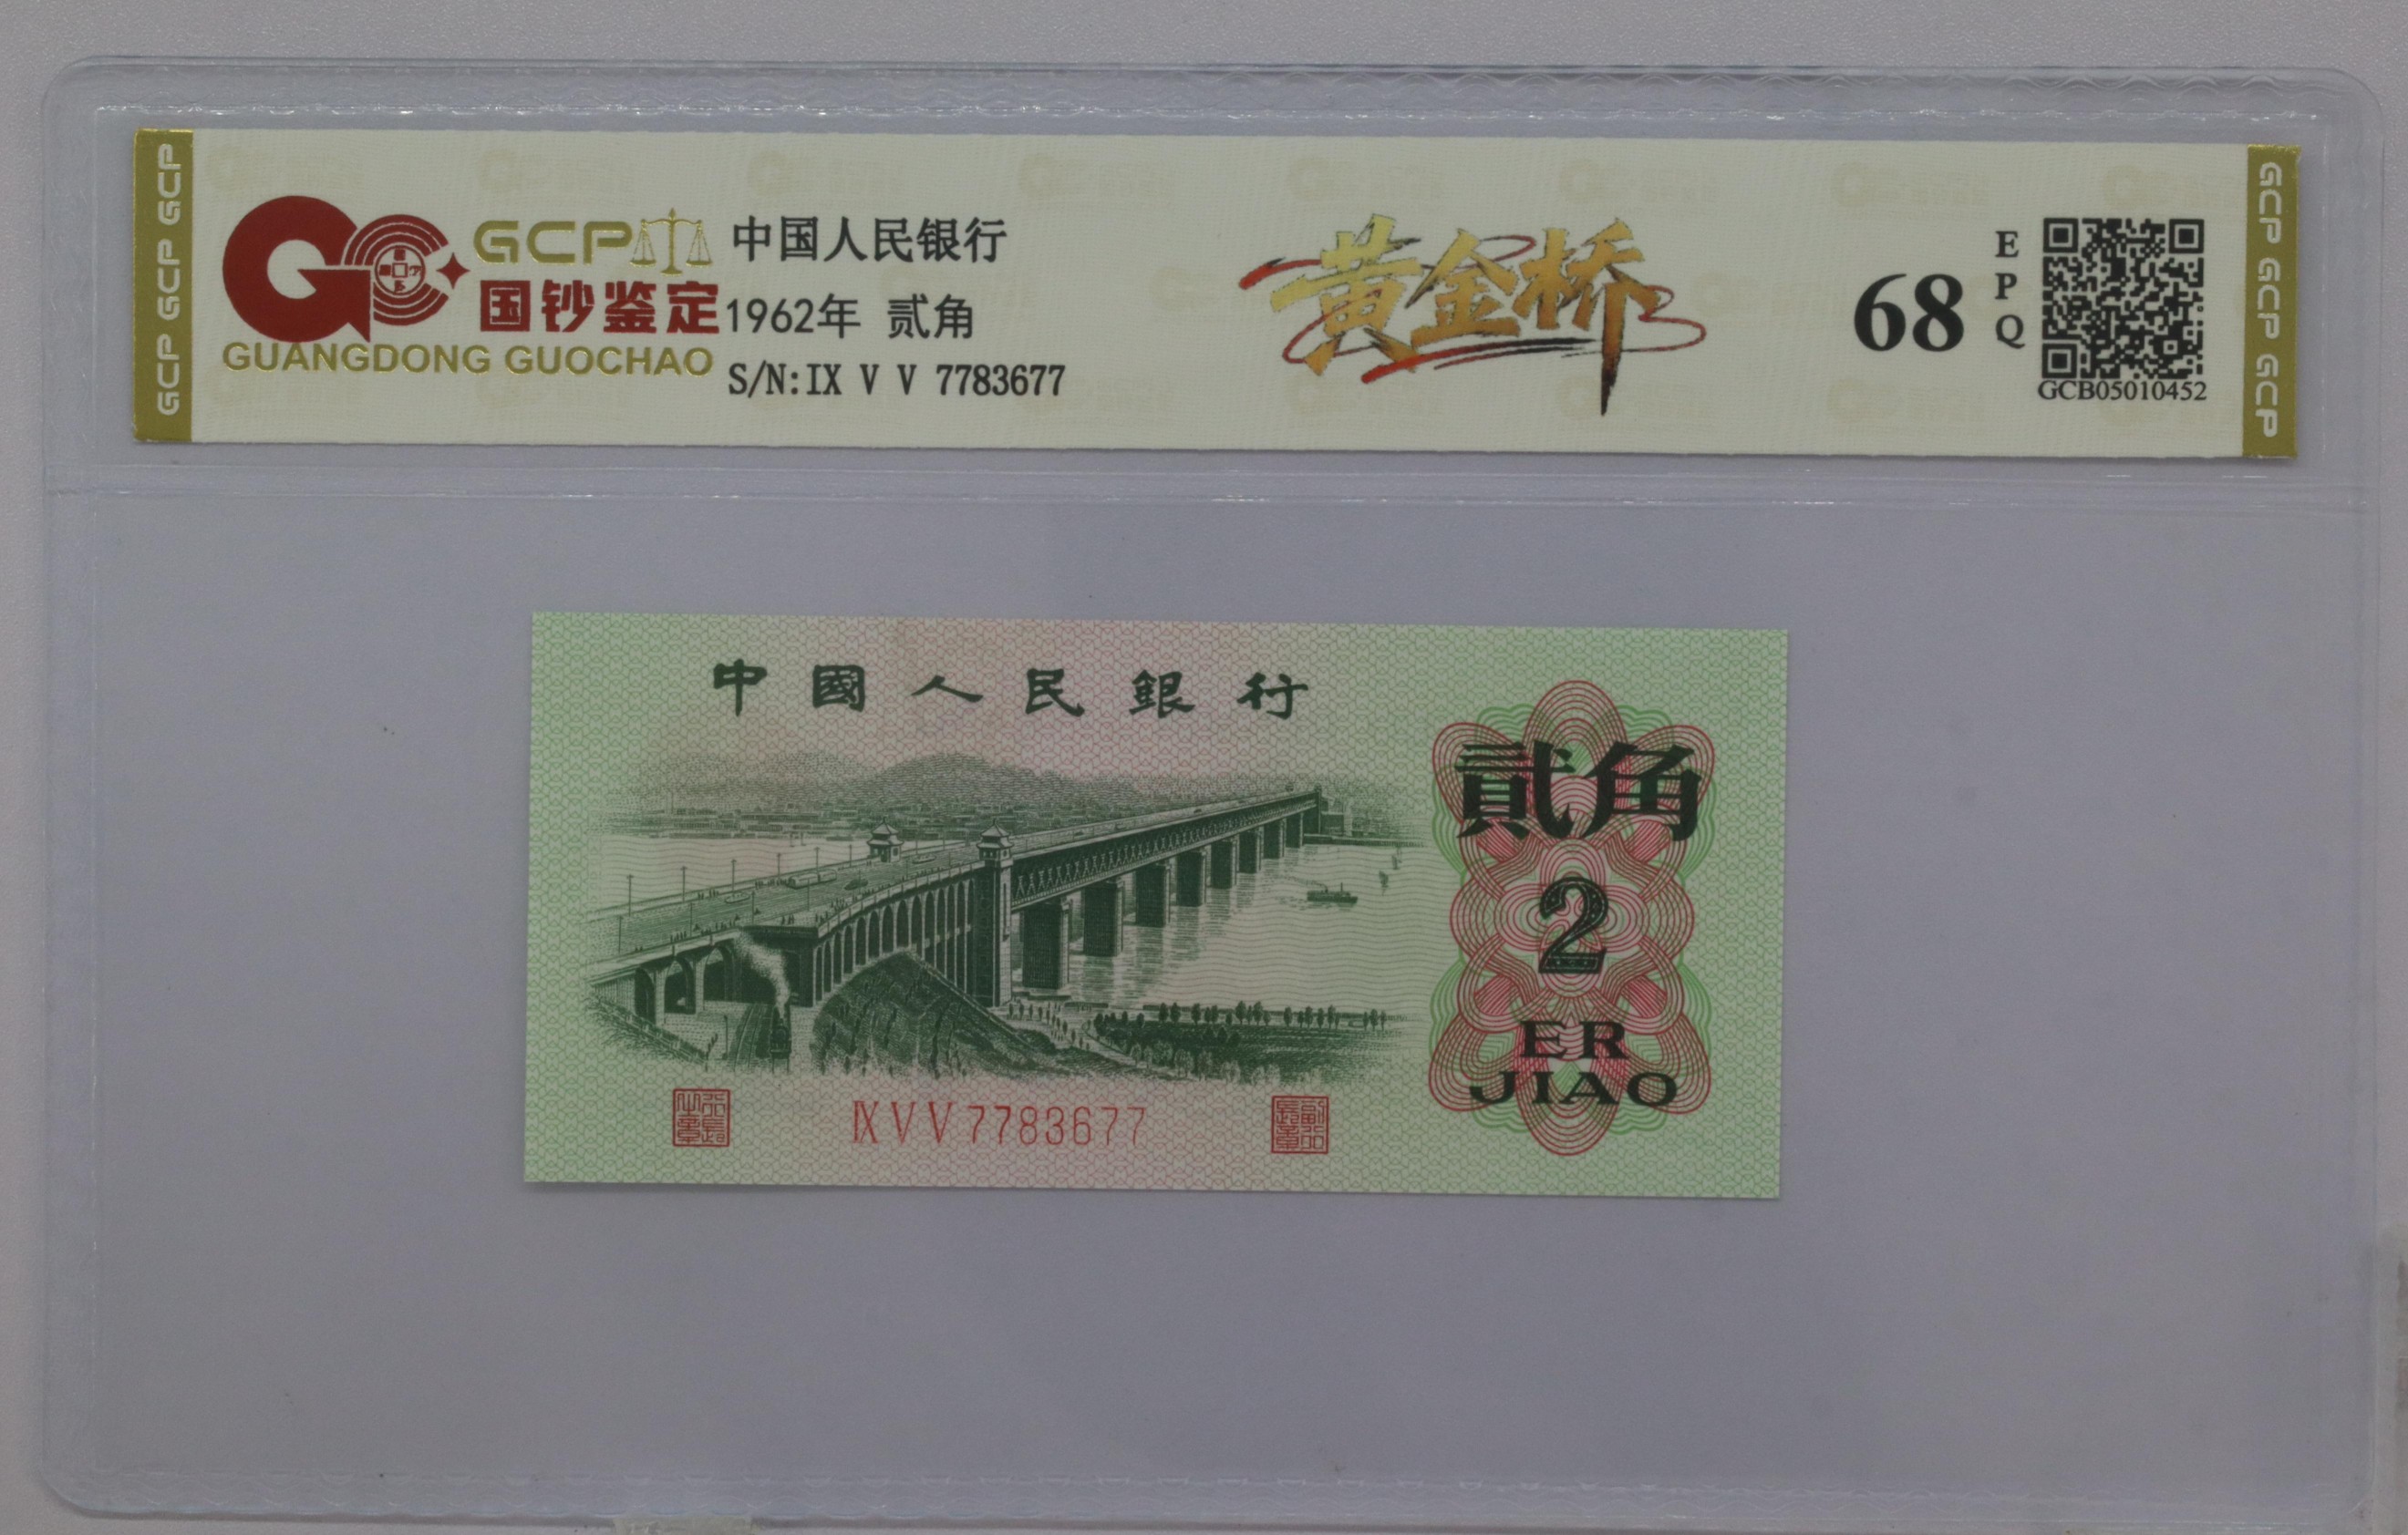 GCP GCP GCP
GCP
国钞鉴定
GUANGDONG GUOCHAO
中国人民银行
1962年 贰角
S/N:IX V V 7783677
黄金桥
68
EPQ
GCB05010452
GCP GCP GCP
中國人民銀行
貳角
2
ER
JIAO
IX V V 7783677